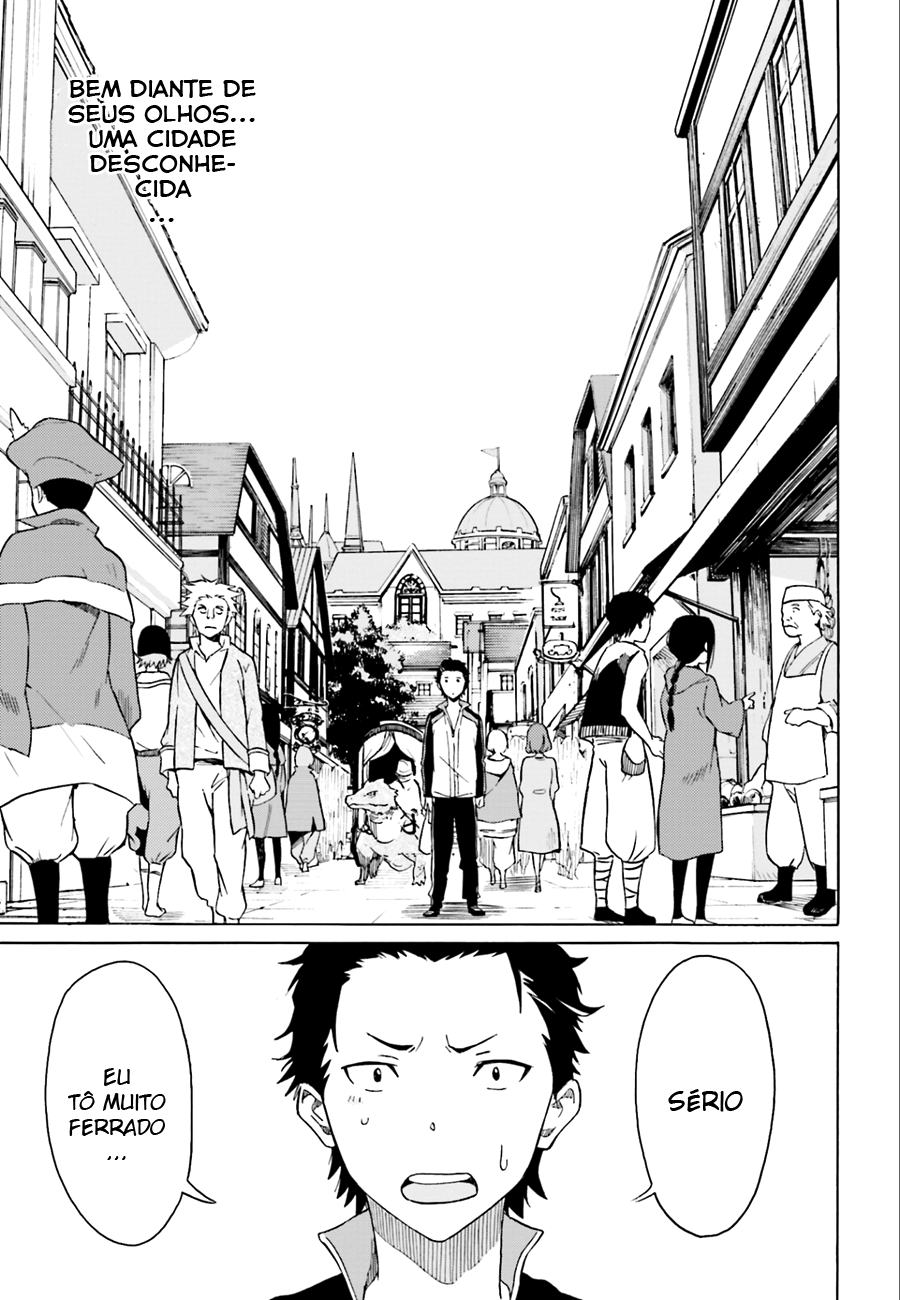 BEM DIANTE DE
SEUS OLHOS...
UMA CIDADE
DESCONHE-
CIDA
...
SÉRIO
EU
TÔ MUITO
FERRADO
...